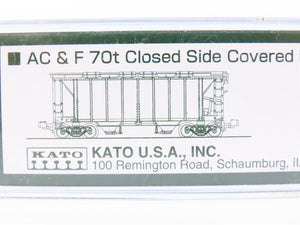 AC & F 70t Closed Side Covered
KATO
KATO U.S.A., INC.
100 Remington Road, Schaumburg, IL